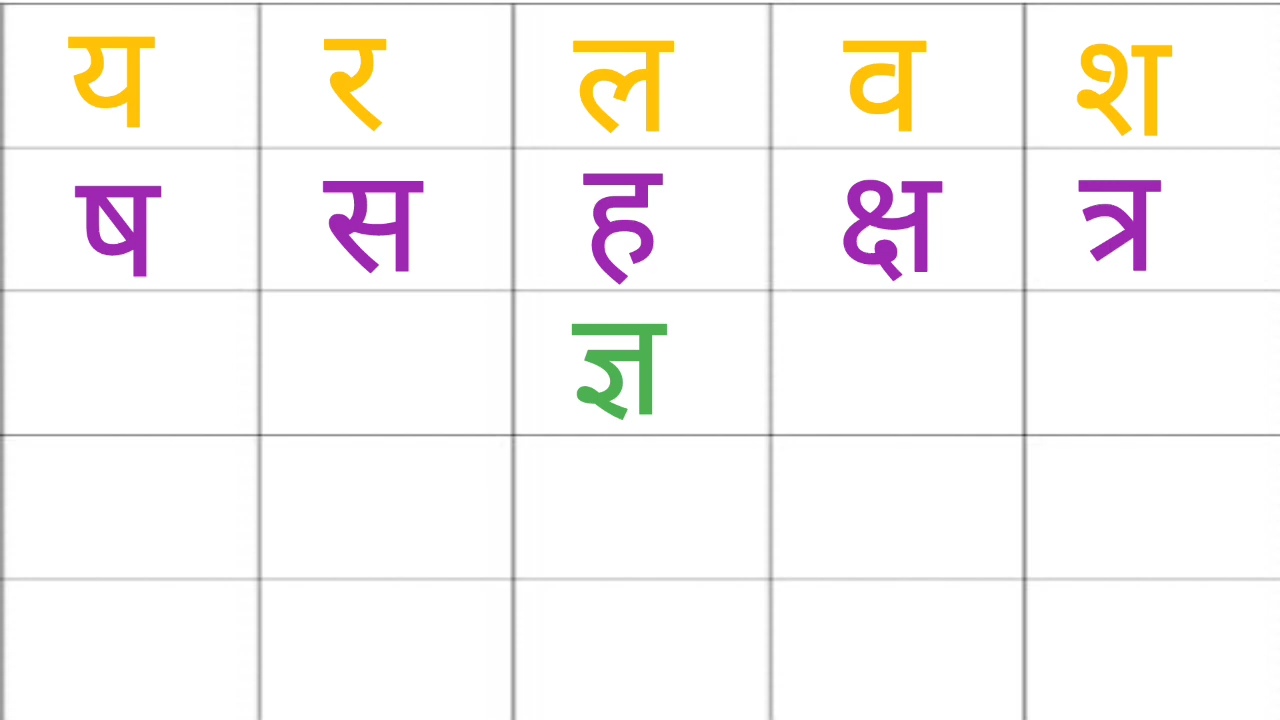 य र ल व श
ष स ह क्ष त्र
ज्ञ